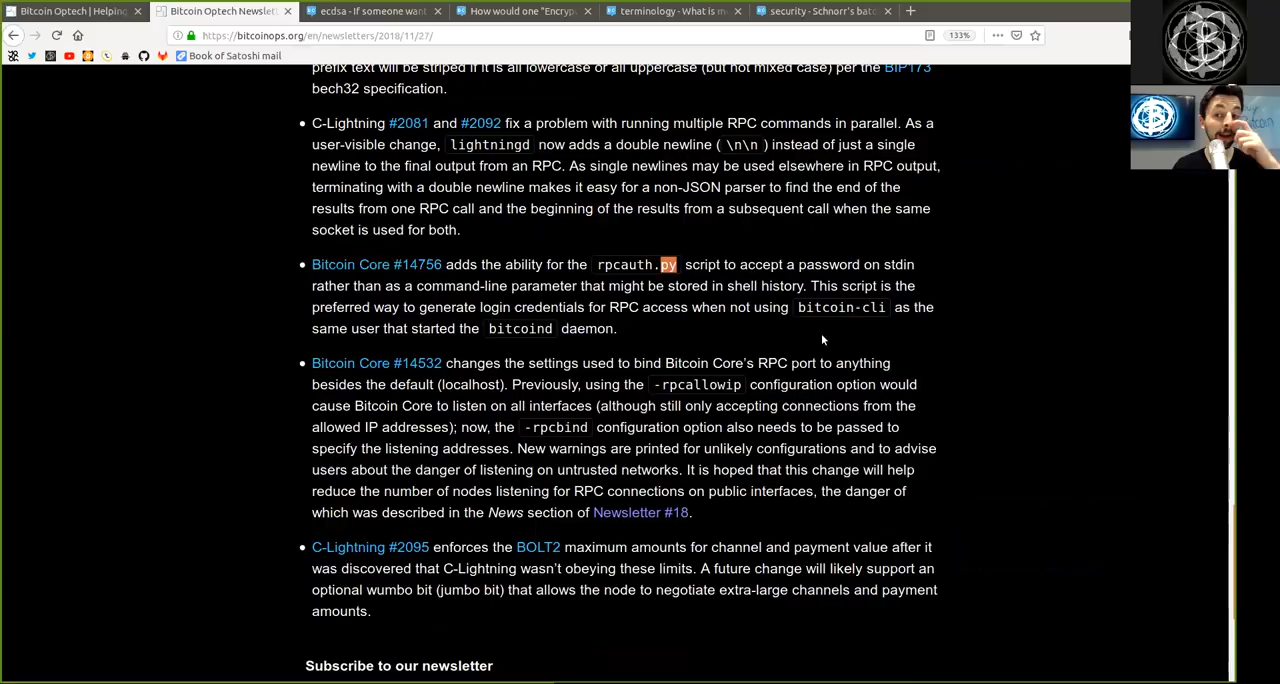 Bitcoin Optech | Helping
Bitcoin Optech Newslet
ecdsa - If someone want
How would one "Encryp
terminology - What is m
security - Schnorr's batc
https://bitcoinops.org/en/newsletters/2018/11/27/
133%
Book of Satoshi mail
prefix text will be striped if it is all lowercase or all uppercase (but not mixed case) per the BIP173
bech32 specification.
C-Lightning #2081 and #2092 fix a problem with running multiple RPC commands in parallel. As a
user-visible change, lightningd now adds a double newline ( \n\n ) instead of just a single
newline to the final output from an RPC. As single newlines may be used elsewhere in RPC output,
terminating with a double newline makes it easy for a non-JSON parser to find the end of the
results from one RPC call and the beginning of the results from a subsequent call when the same
socket is used for both.
Bitcoin Core #14756 adds the ability for the rpcauth.py script to accept a password on stdin
rather than as a command-line parameter that might be stored in shell history. This script is the
preferred way to generate login credentials for RPC access when not using bitcoin-cli as the
same user that started the bitcoind daemon.
Bitcoin Core #14532 changes the settings used to bind Bitcoin Core's RPC port to anything
besides the default (localhost). Previously, using the -rpcallowip configuration option would
cause Bitcoin Core to listen on all interfaces (although still only accepting connections from the
allowed IP addresses); now, the -rpcbind configuration option also needs to be passed to
specify the listening addresses. New warnings are printed for unlikely configurations and to advise
users about the danger of listening on untrusted networks. It is hoped that this change will help
reduce the number of nodes listening for RPC connections on public interfaces, the danger of
which was described in the News section of Newsletter #18.
C-Lightning #2095 enforces the BOLT2 maximum amounts for channel and payment value after it
was discovered that C-Lightning wasn't obeying these limits. A future change will likely support an
optional wumbo bit (jumbo bit) that allows the node to negotiate extra-large channels and payment
amounts.
Subscribe to our newsletter